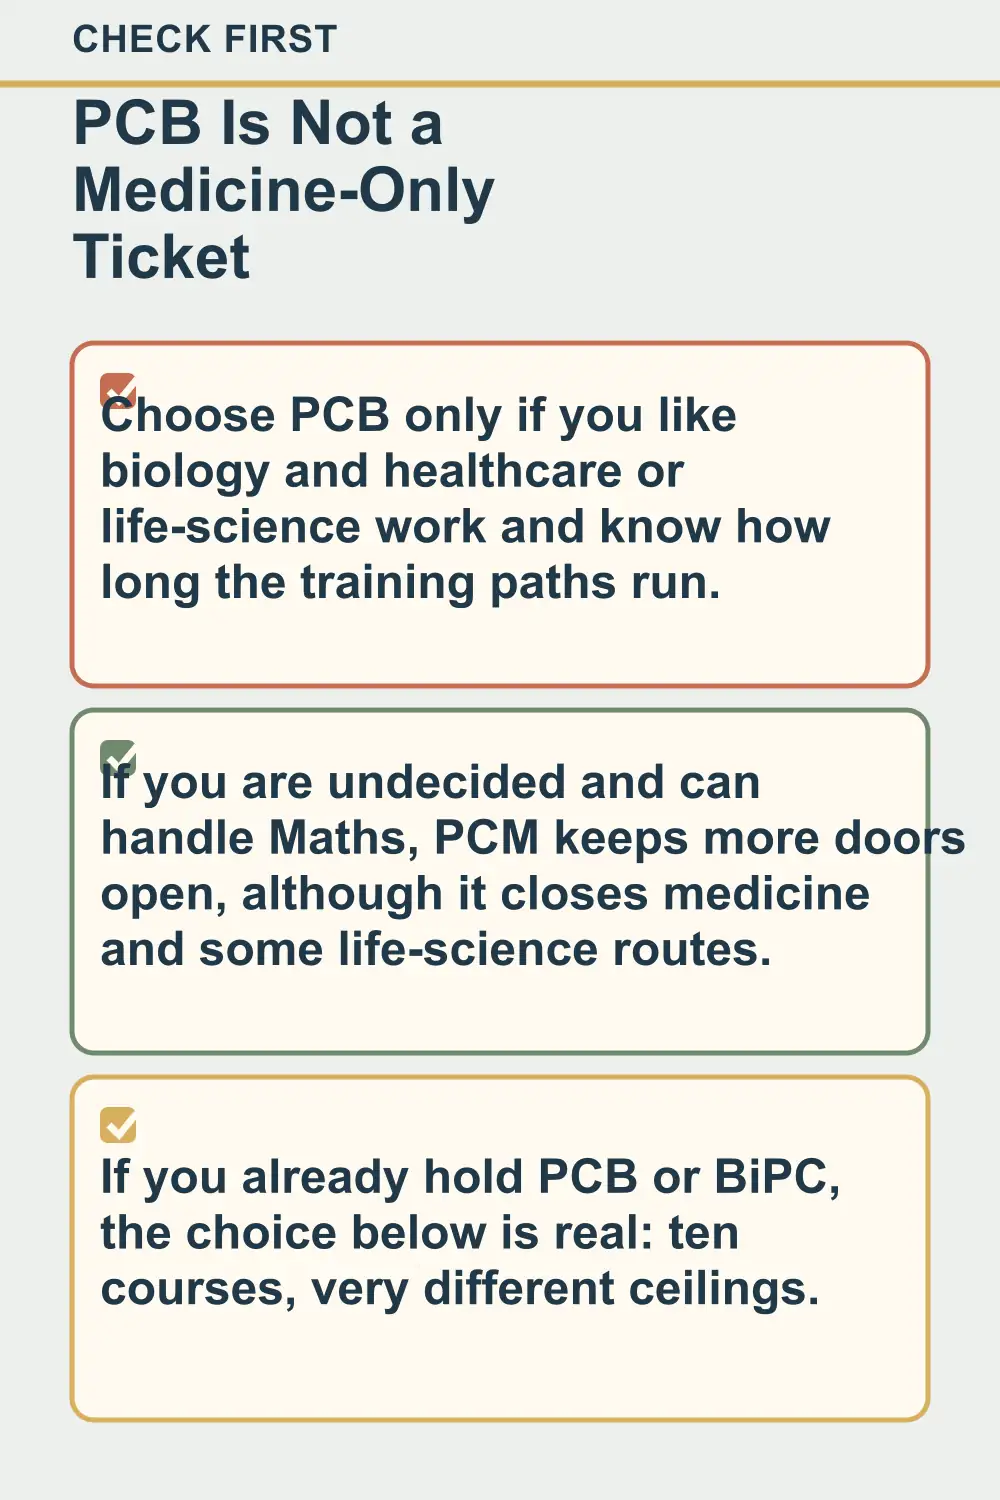 CHECK FIRST
PCB Is Not a
Medicine-Only
Ticket
Choose PCB only if you like
biology and healthcare or
life-science work and know how
long the training paths run.
If you are undecided and can
handle Maths, PCM keeps more doors
open, although it closes medicine
and some life-science routes.
If you already hold PCB or BiPC,
the choice below is real: ten
courses, very different ceilings.